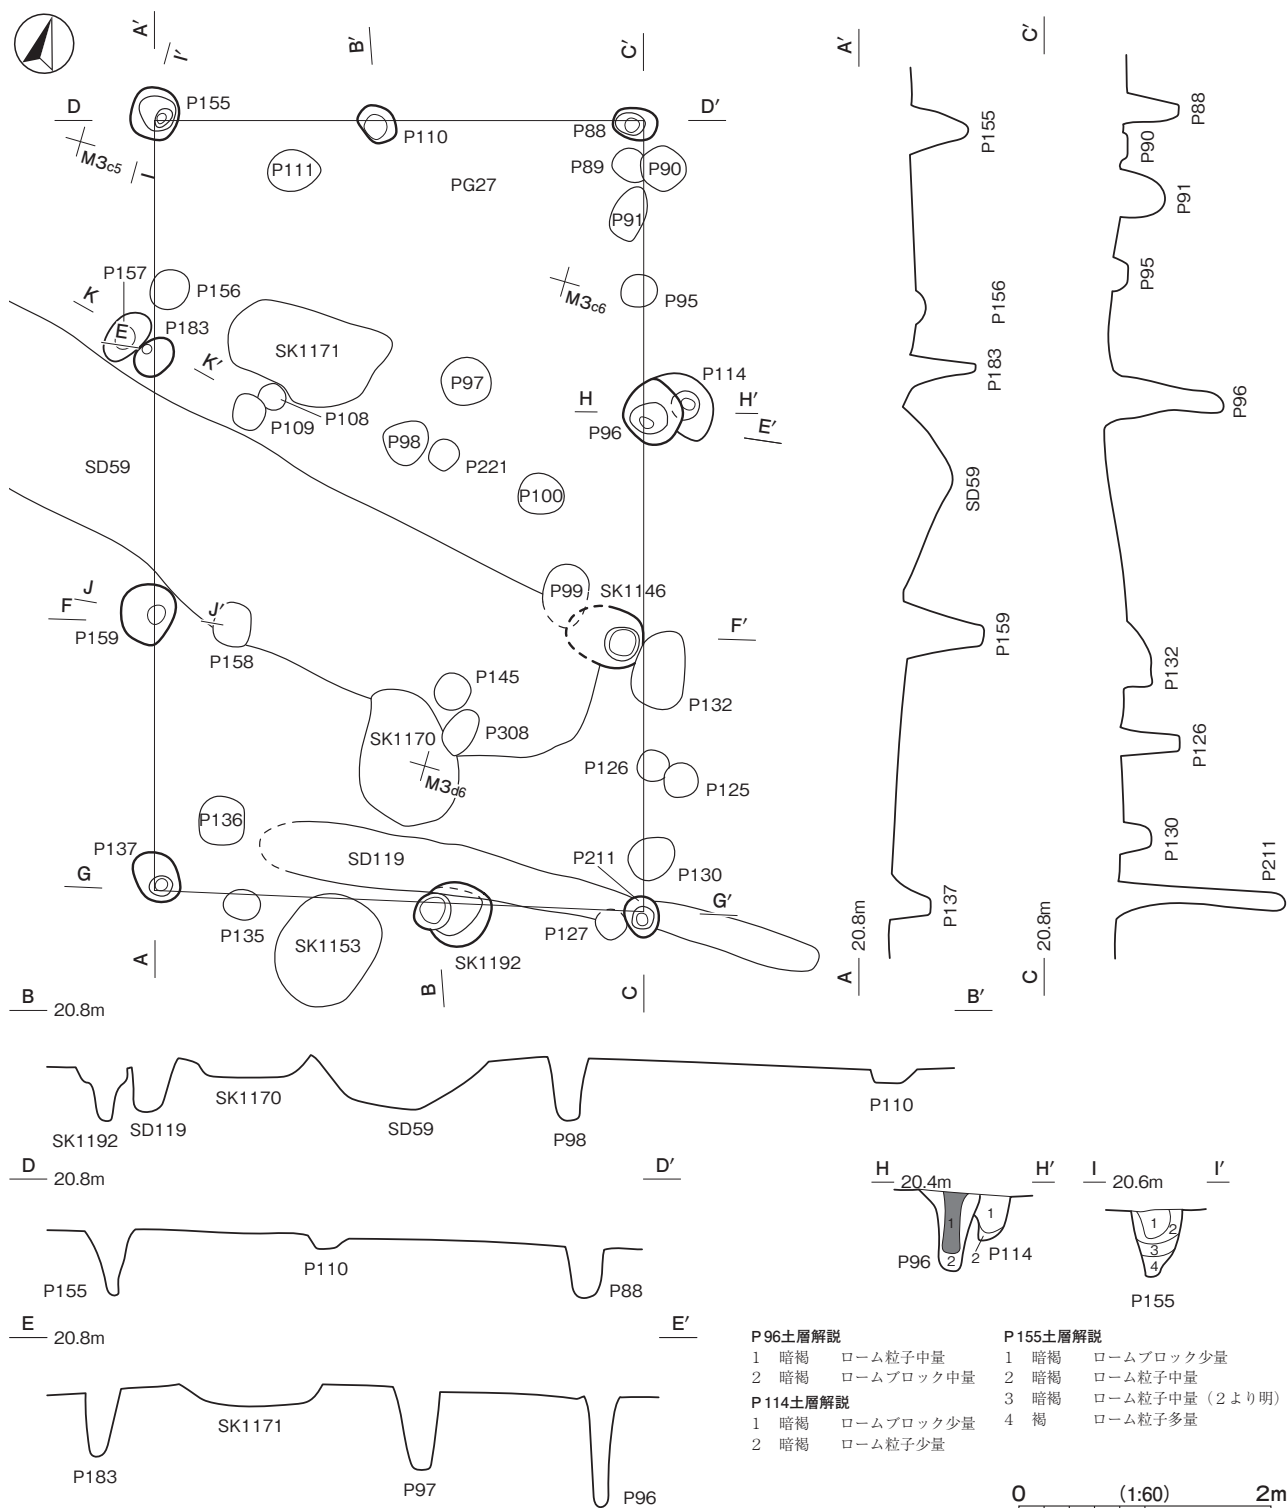 A′
I′
B′
C′
A′
C′
D
P155
P110
P88
D′
M3c5
I
P111
PG27
P89
P90
P91
P157
P156
K
E
P183
K′
SK1171
M3c6
P95
P97
P114
H
H′
E′
P96
P108
P109
P98
P221
P100
SD59
P99
SK1146
J
F
J′
F′
P159
P158
P145
P132
SK1170
P308
M3d6
P126
P125
P136
P137
SD119
P211
P130
G
G′
P135
SK1153
P127
SK1192
A
B
C
P155
P156
P183
SD59
P159
P137
A 20.8m
P88
P90
P91
P95
P96
P132
P126
P130
P211
C 20.8m
B 20.8m
B′
SK1192
SD119
SK1170
SD59
P98
P110
D 20.8m
D′
P155
P110
P88
E 20.8m
E′
P183
SK1171
P97
P96
H 20.4m
H′
1
1
2
2
P96
P114
I 20.6m
I′
1
2
3
4
P155
P96土層解説
1 暗褐 ローム粒子中量
2 暗褐 ロームブロック中量
P114土層解説
1 暗褐 ロームブロック少量
2 暗褐 ローム粒子少量
P155土層解説
1 暗褐 ロームブロック少量
2 暗褐 ローム粒子中量
3 暗褐 ローム粒子中量(2より明)
4 褐 ローム粒子多量
0 (1:60) 2m